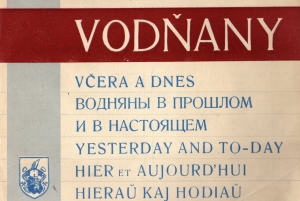 VODŇANY
VČERA A DNES
ВОДНЯНЫ В ПРОШЛОМ
И В НАСТОЯЩЕМ
YESTERDAY AND TO-DAY
HIER ET AUJOURD'HUI
HIERAŬ KAJ HODIAŬ